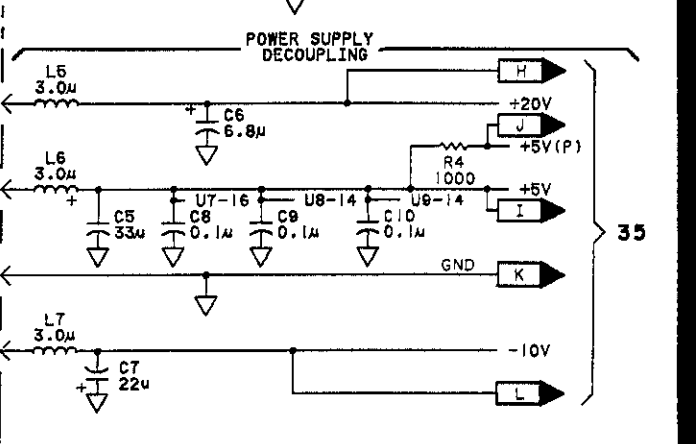 POWER SUPPLY
DECOUPLING
H
L5
3.0µ
+20V
+
C6
6.8µ
J
+5V(P)
R4
1000
L6
3.0µ
+
+5V
U7-16
U8-14
U9-14
C5
33µ
C8
0.1µ
C9
0.1µ
C10
0.1µ
I
35
GND
K
L7
3.0µ
-10V
C7
22u
+
L